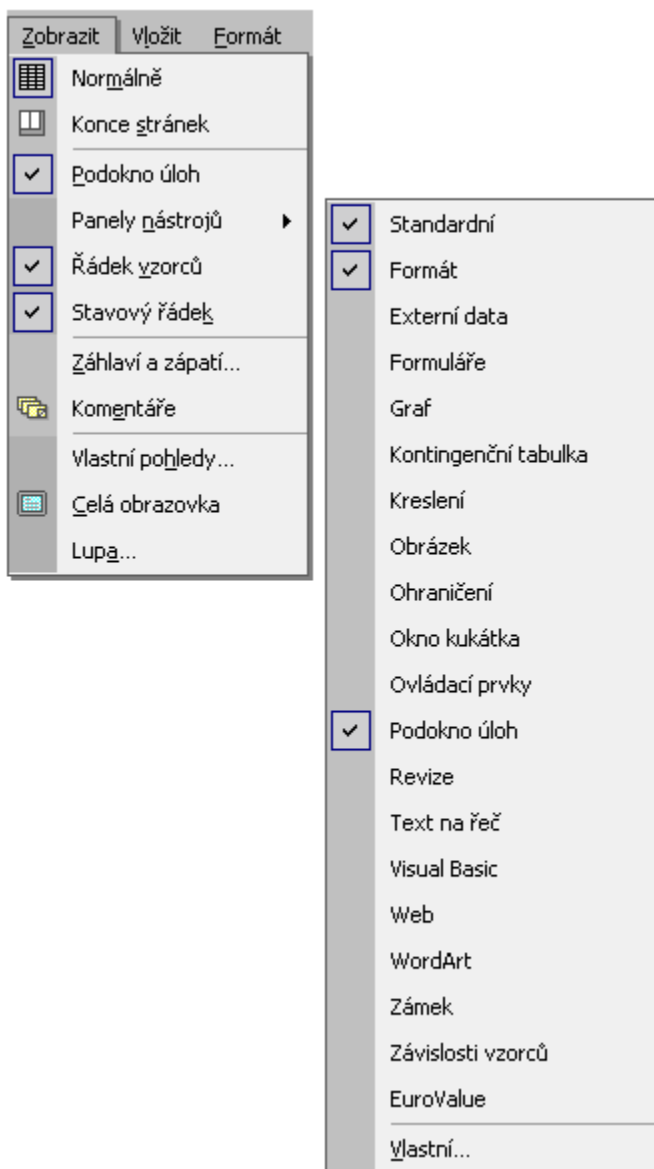 Zobrazit Vložit Formát
Normálně
Konce stránek
Podokno úloh
Panely nástrojů
Řádek vzorců
Stavový řádek
Záhlaví a zápatí...
Komentáře
Vlastní pohledy...
Celá obrazovka
Lupa...
Standardní
Formát
Externí data
Formuláře
Graf
Kontingenční tabulka
Kreslení
Obrázek
Ohraničení
Okno kukátka
Ovládací prvky
Podokno úloh
Revize
Text na řeč
Visual Basic
Web
WordArt
Zámek
Závislosti vzorců
EuroValue
Vlastní...